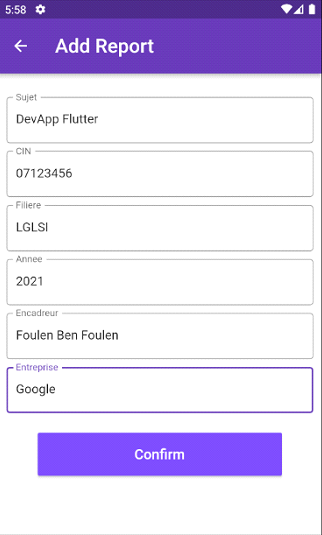 5:58
Add Report
Sujet
DevApp Flutter
CIN
07123456
Filiere
LGLSI
Annee
2021
Encadreur
Foulen Ben Foulen
Entreprise
Google
Confirm